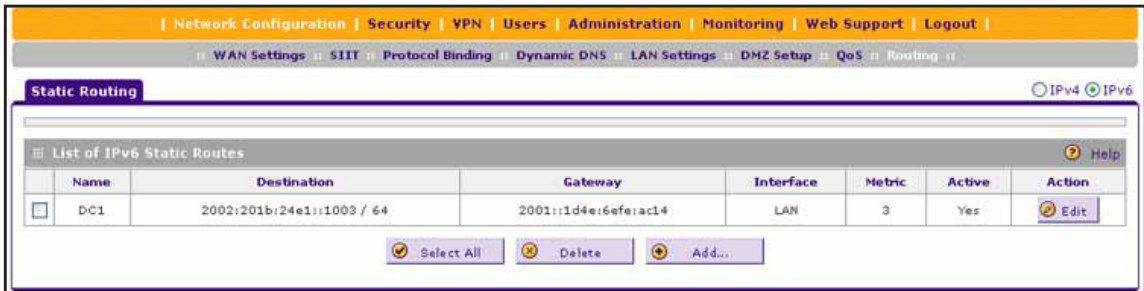 | Network Configuration | Security | VPN | Users | Administration | Monitoring | Web Support | Logout |
:: WAN Settings :: SIIT :: Protocol Binding :: Dynamic DNS :: LAN Settings :: DMZ Setup :: QoS :: Routing ::
Static Routing IPv4 IPv6
List of IPv6 Static Routes Help
Name Destination Gateway Interface Metric Active Action
DC1 2002:201b:24e1::1003 / 64 2001::1d4e:6efe:ac14 LAN 3 Yes Edit
Select All Delete Add...